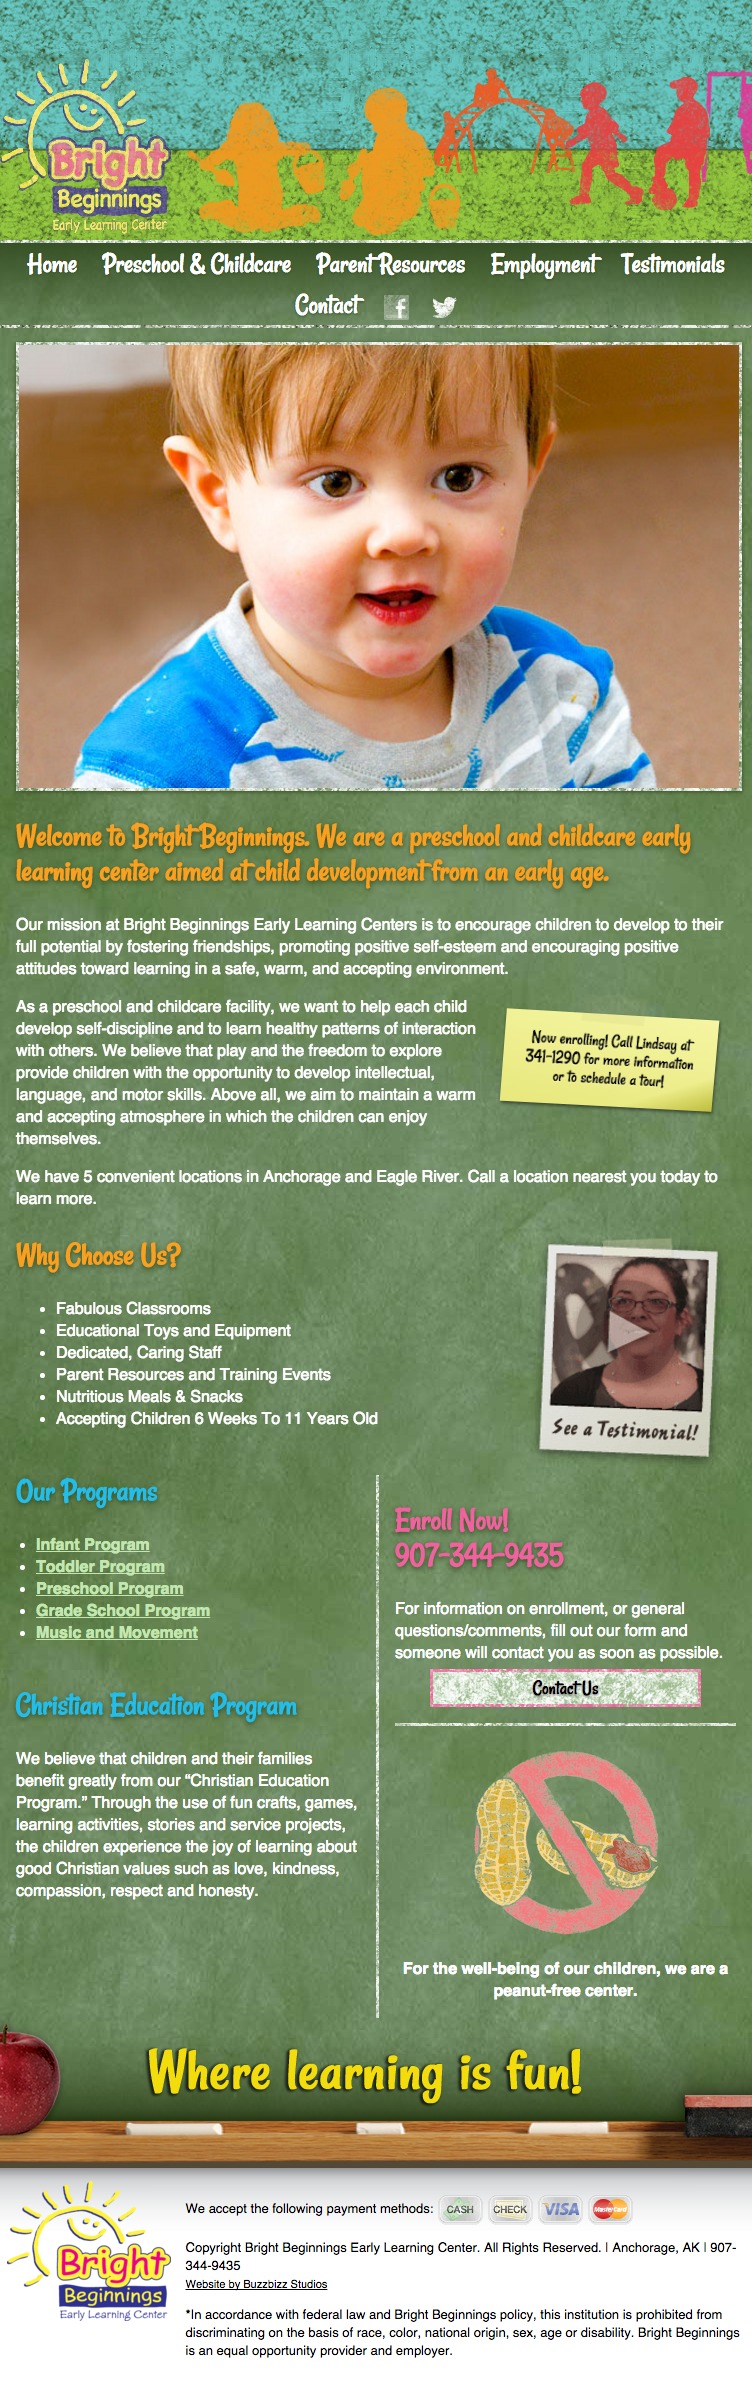 Bright
Beginnings
Early Learning Center
Home Preschool & Childcare Parent Resources Employment Testimonials
Contact f
Welcome to Bright Beginnings. We are a preschool and childcare early
learning center aimed at child development from an early age.
Our mission at Bright Beginnings Early Learning Centers is to encourage children to develop to their
full potential by fostering friendships, promoting positive self-esteem and encouraging positive
attitudes toward learning in a safe, warm, and accepting environment.
As a preschool and childcare facility, we want to help each child
develop self-discipline and to learn healthy patterns of interaction
with others. We believe that play and the freedom to explore
provide children with the opportunity to develop intellectual,
language, and motor skills. Above all, we aim to maintain a warm
and accepting atmosphere in which the children can enjoy
themselves.
Now enrolling! Call Lindsay at
341-1290 for more information
or to schedule a tour!
We have 5 convenient locations in Anchorage and Eagle River. Call a location nearest you today to
learn more.
Why Choose Us?
• Fabulous Classrooms
• Educational Toys and Equipment
• Dedicated, Caring Staff
• Parent Resources and Training Events
• Nutritious Meals & Snacks
• Accepting Children 6 Weeks To 11 Years Old
See a Testimonial!
Our Programs
• Infant Program
• Toddler Program
• Preschool Program
• Grade School Program
• Music and Movement
Christian Education Program
We believe that children and their families
benefit greatly from our “Christian Education
Program.” Through the use of fun crafts, games,
learning activities, stories and service projects,
the children experience the joy of learning about
good Christian values such as love, kindness,
compassion, respect and honesty.
Enroll Now!
907-344-9435
For information on enrollment, or general
questions/comments, fill out our form and
someone will contact you as soon as possible.
Contact Us
For the well-being of our children, we are a
peanut-free center.
Where learning is fun!
Bright
Beginnings
Early Learning Center
We accept the following payment methods: CASH CHECK VISA MasterCard
Copyright Bright Beginnings Early Learning Center. All Rights Reserved. | Anchorage, AK | 907-
344-9435
Website by Buzzbizz Studios
*In accordance with federal law and Bright Beginnings policy, this institution is prohibited from
discriminating on the basis of race, color, national origin, sex, age or disability. Bright Beginnings
is an equal opportunity provider and employer.